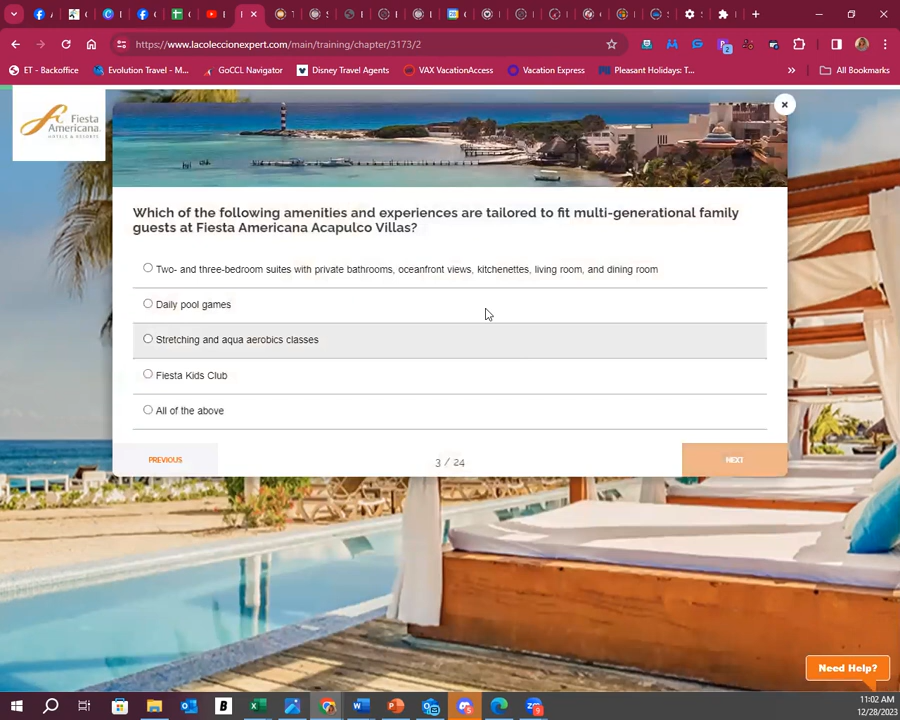 https://www.lacoleccionexpert.com/main/training/chapter/3173/2
ET - Backoffice
Evolution Travel - M...
GoCCL Navigator
Disney Travel Agents
VAX VacationAccess
Vacation Express
Pleasant Holidays: T...
»
All Bookmarks
Fiesta
Americana.
HOTELS & RESORTS
Which of the following amenities and experiences are tailored to fit multi-generational family
guests at Fiesta Americana Acapulco Villas?
Two- and three-bedroom suites with private bathrooms, oceanfront views, kitchenettes, living room, and dining room
Daily pool games
Stretching and aqua aerobics classes
Fiesta Kids Club
All of the above
PREVIOUS
3 / 24
NEXT
Need Help?
11:02 AM
12/28/2023